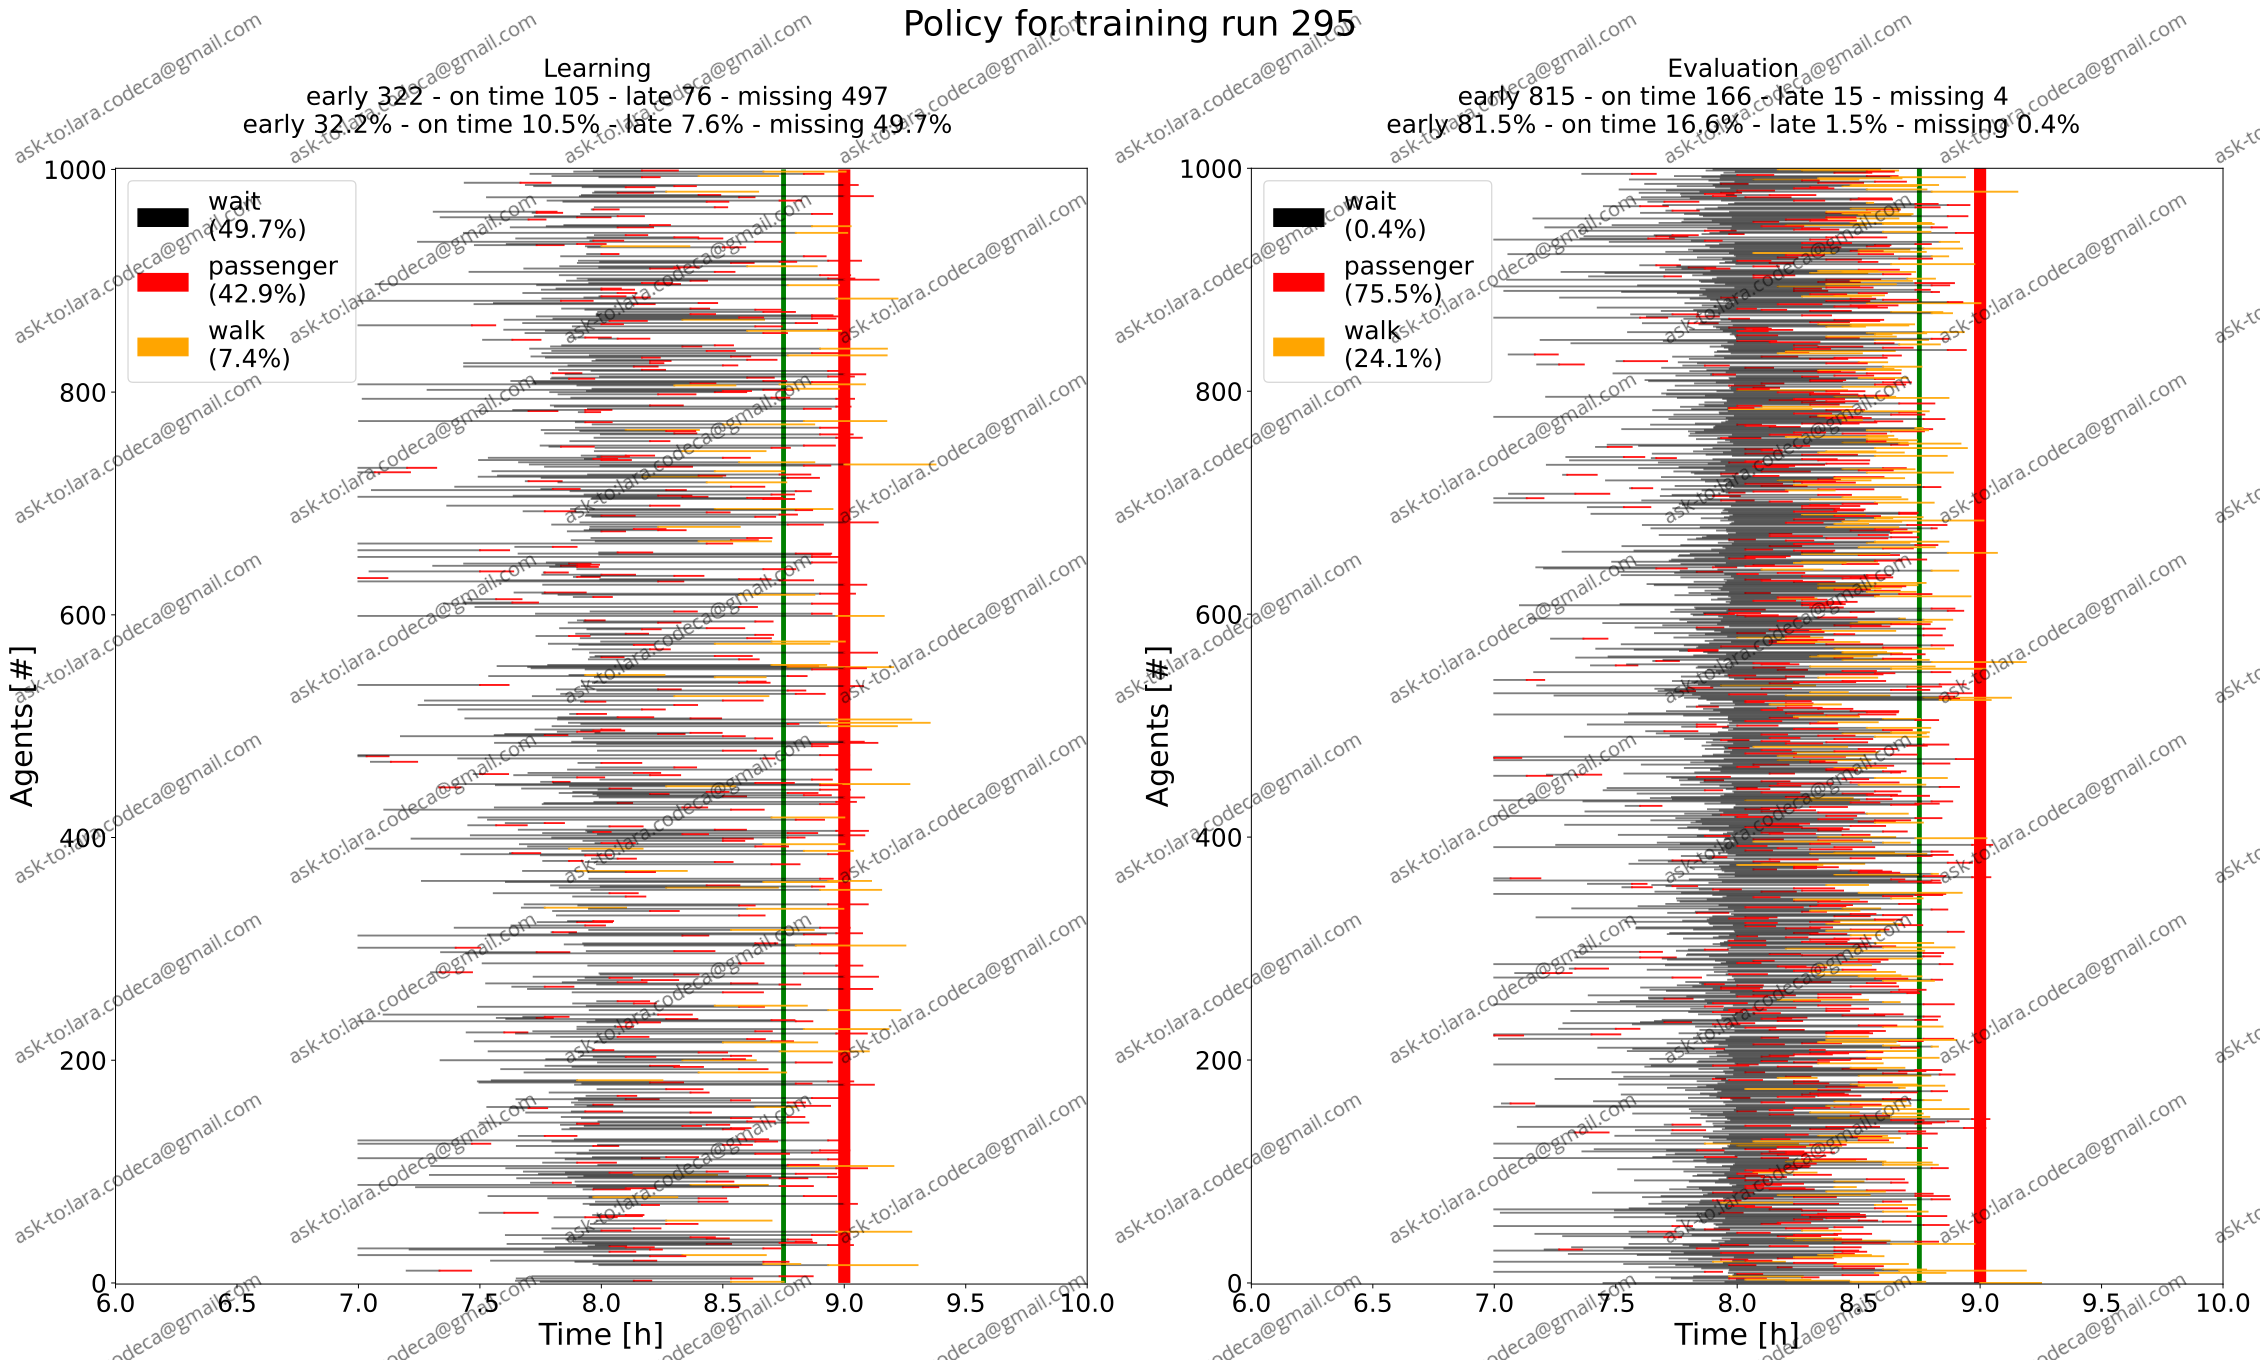 Policy for training run 295
Learning
early 322 - on time 105 - late 76 - missing 497
early 32.2% - on time 10.5% - late 7.6% - missing 49.7%
wait
(49.7%)
passenger
(42.9%)
walk
(7.4%)
Agents [#]
1000
800
600
400
200
0
6.0 6.5 7.0 7.5 8.0 8.5 9.0 9.5 10.0
Time [h]
Evaluation
early 815 - on time 166 - late 15 - missing 4
early 81.5% - on time 16.6% - late 1.5% - missing 0.4%
wait
(0.4%)
passenger
(75.5%)
walk
(24.1%)
Agents [#]
1000
800
600
400
200
0
6.0 6.5 7.0 7.5 8.0 8.5 9.0 9.5 10.0
Time [h]
ask-to:lara.codeca@gmail.com